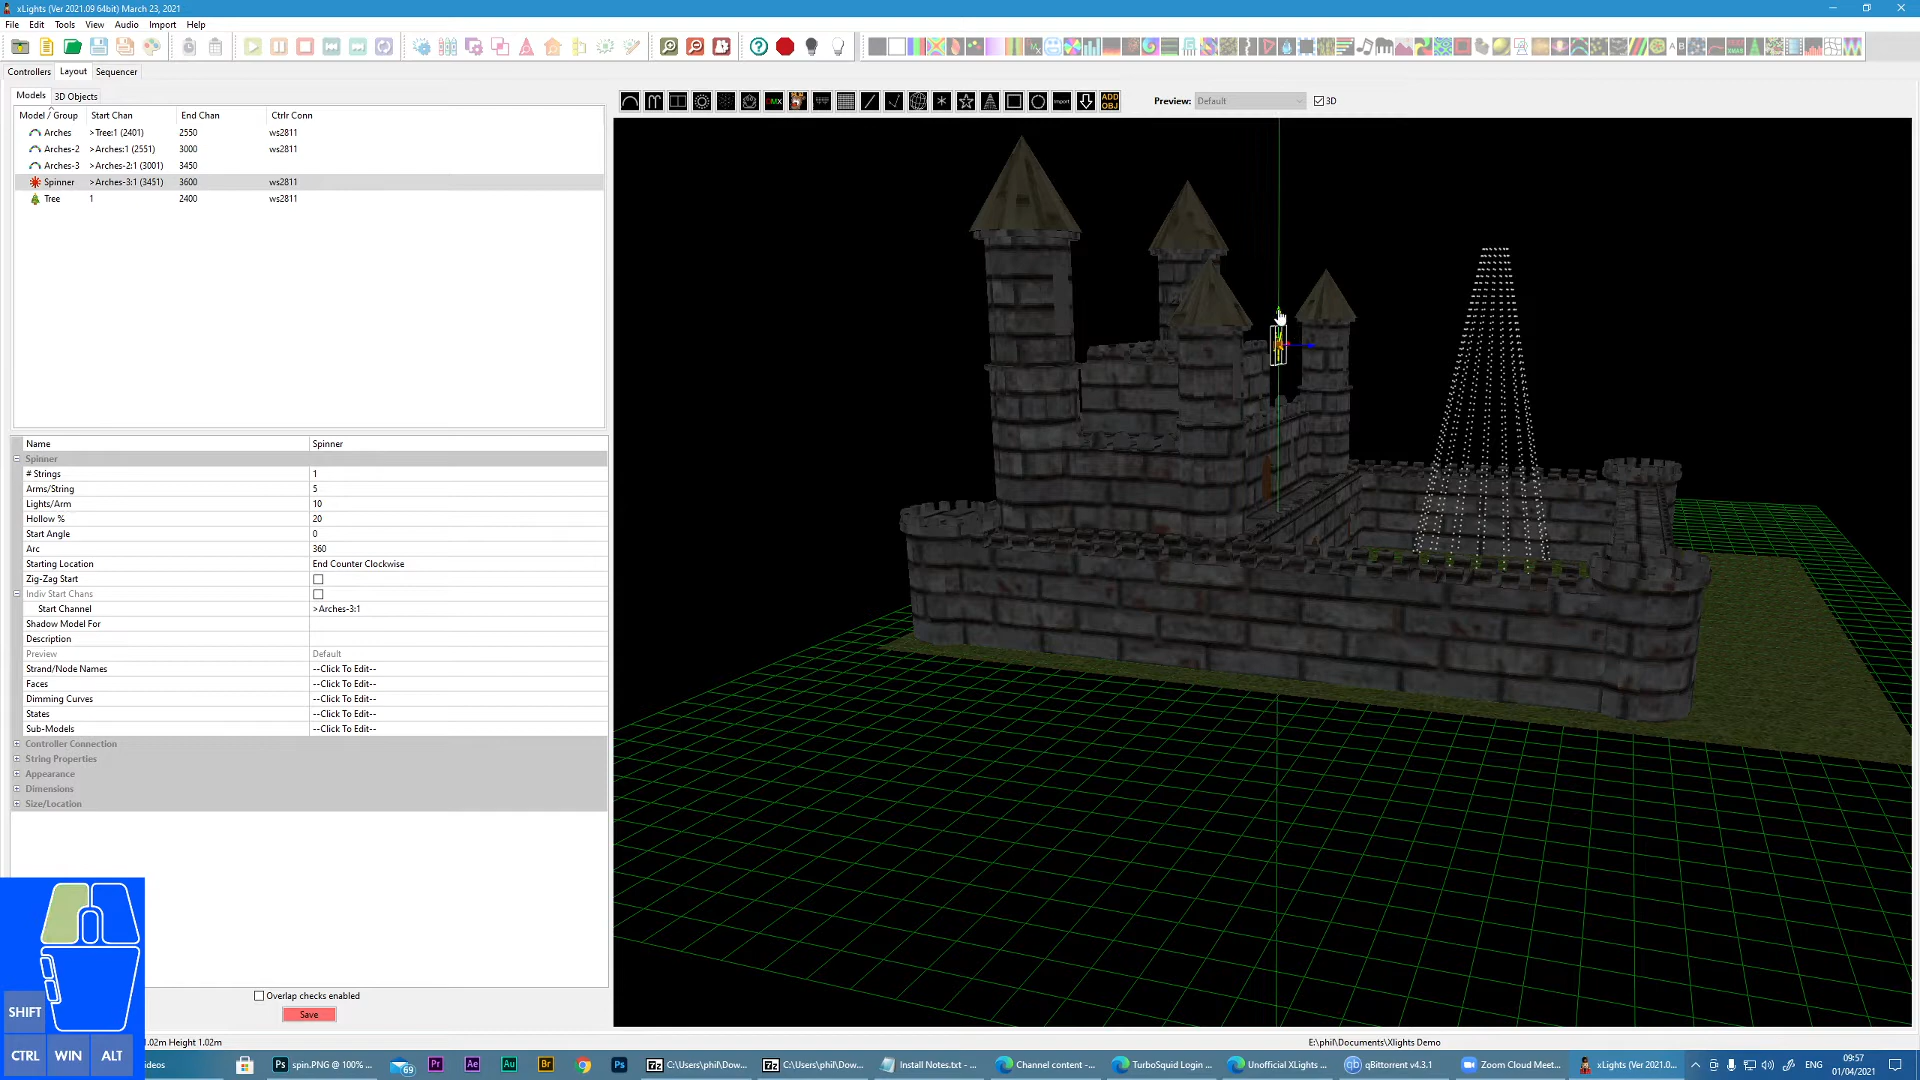 xLights (Ver 2021.09 64bit) March 23, 2021
File Edit Tools View Audio Import Help
Controllers Layout Sequencer
Models 3D Objects
Model / Group Start Chan End Chan Ctrlr Conn
Arches >Tree:1 (2401) 2550 ws2811
Arches-2 >Arches:1 (2551) 3000 ws2811
Arches-3 >Arches-2:1 (3001) 3450
Spinner >Arches-3:1 (3451) 3600 ws2811
Tree 1 2400 ws2811
DMX
ADD OBJ
Preview: Default 3D
Name Spinner
Spinner
# Strings 1
Arms/String 5
Lights/Arm 10
Hollow % 20
Start Angle 0
Arc 360
Starting Location End Counter Clockwise
Zig-Zag Start
Indiv Start Chans
Start Channel >Arches-3:1
Shadow Model For
Description
Preview Default
Strand/Node Names --Click To Edit--
Faces --Click To Edit--
Dimming Curves --Click To Edit--
States --Click To Edit--
Sub-Models --Click To Edit--
Controller Connection
String Properties
Appearance
Dimensions
Size/Location
Overlap checks enabled
Save
SHIFT
CTRL WIN ALT
1.02m Height 1.02m
E:\phil\Documents\Xlights Demo
spin.PNG @ 100% ... 69 C:\Users\phil\Dow... C:\Users\phil\Dow... Install Notes.txt - ... Channel content -... TurboSquid Login ... Unofficial XLights ... qBittorrent v4.3.1 Zoom Cloud Meet... xLights (Ver 2021.0... ENG 09:57
01/04/2021